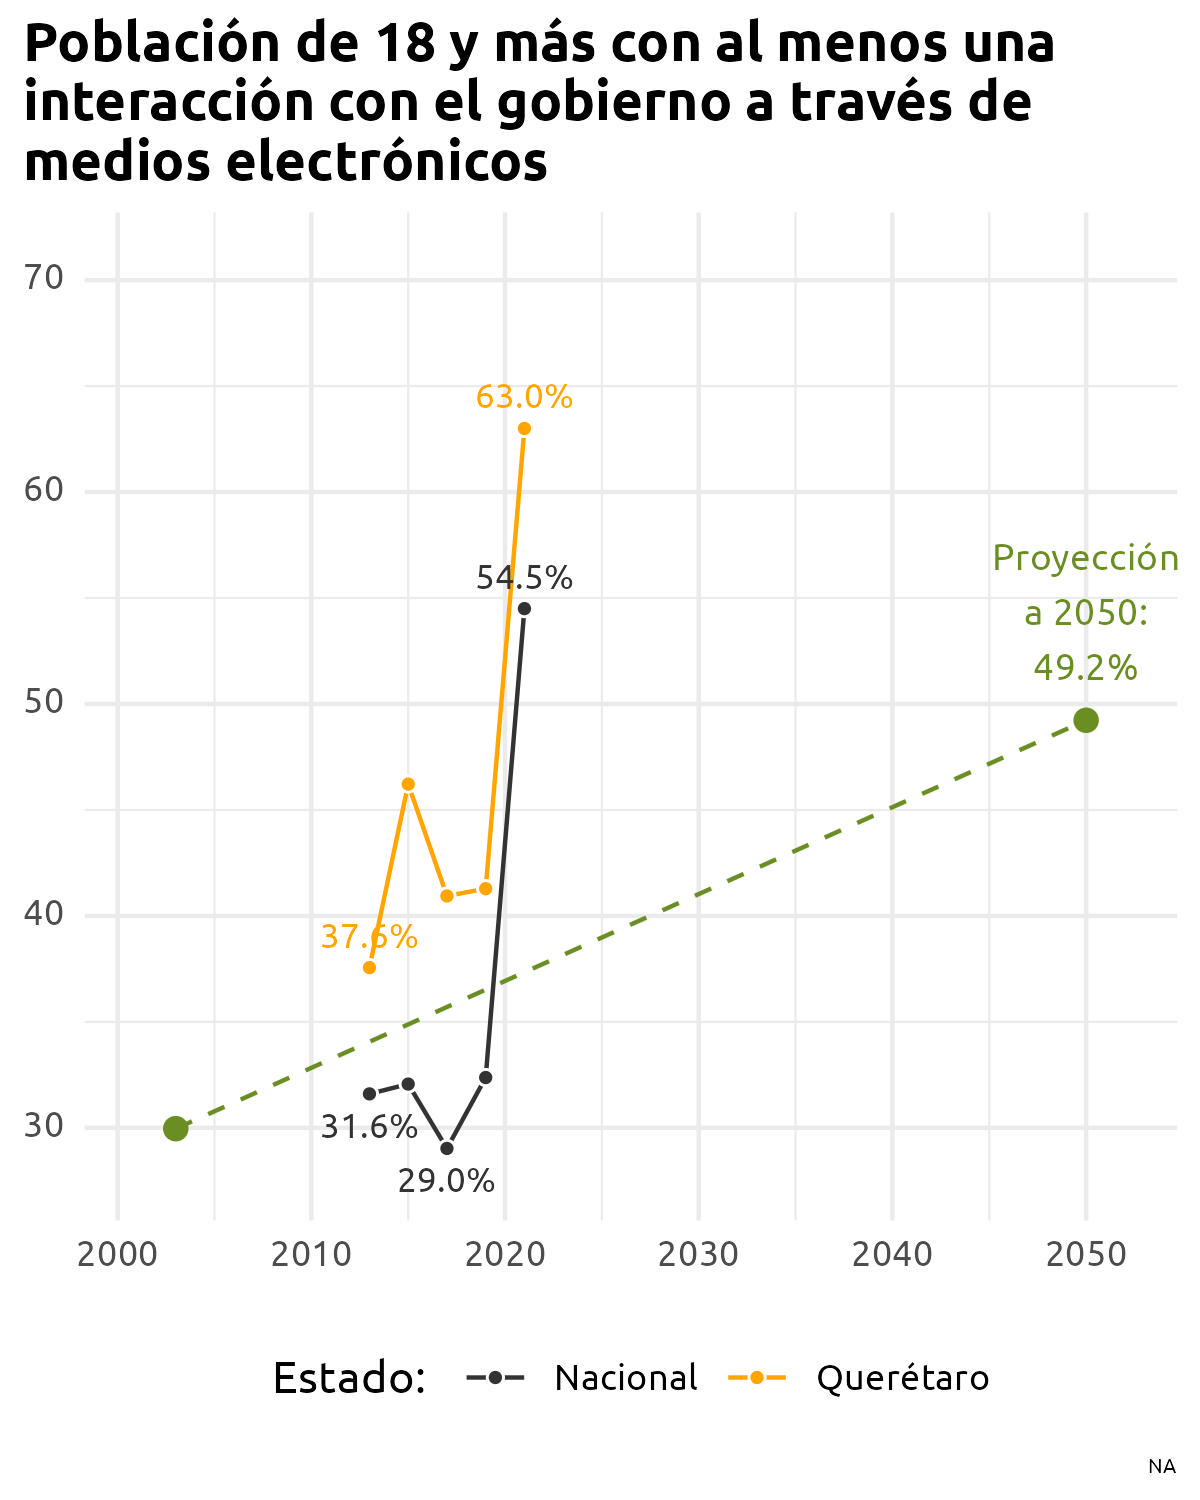 Población de 18 y más con al menos una
interacción con el gobierno a través de
medios electrónicos
70
63.0%
60
Proyección
54.5%
a 2050:
49.2%
50
40
37.6%
30
31.6%
29.0%
2000 2010 2020 2030 2040 2050
Estado: Nacional Querétaro
NA